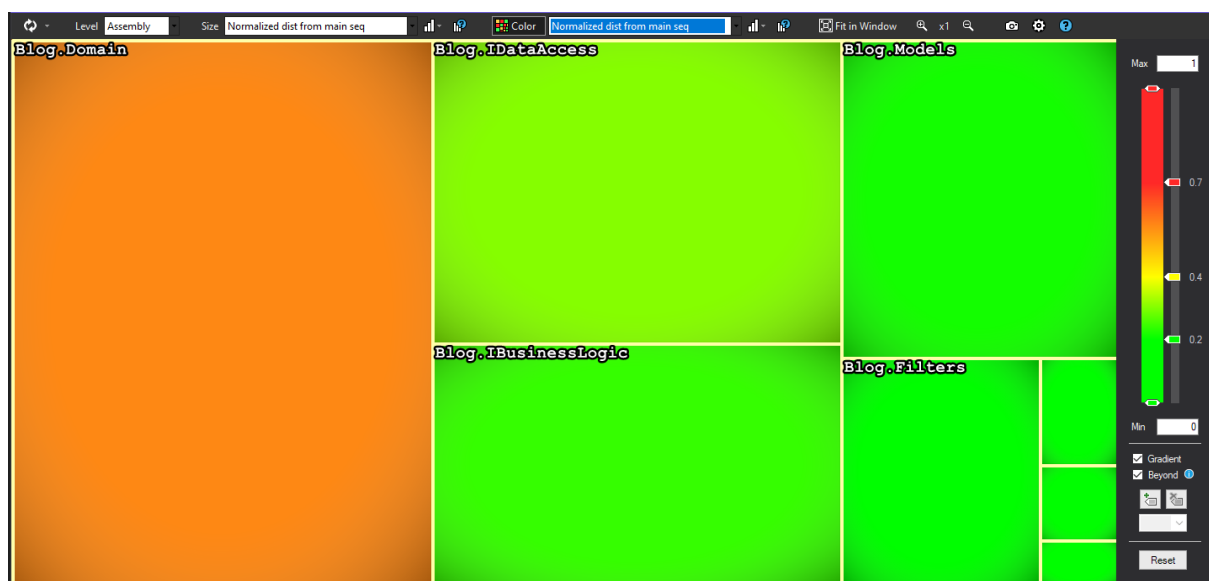 Level Assembly Size Normalized dist from main seq Color Normalized dist from main seq Fit in Window x1
Blog.Domain
Blog.IDataAccess
Blog.Models
Blog.IBusinessLogic
Blog.Filters
Max 1
0.7
0.4
0.2
Min 0
Gradient
Beyond
Reset